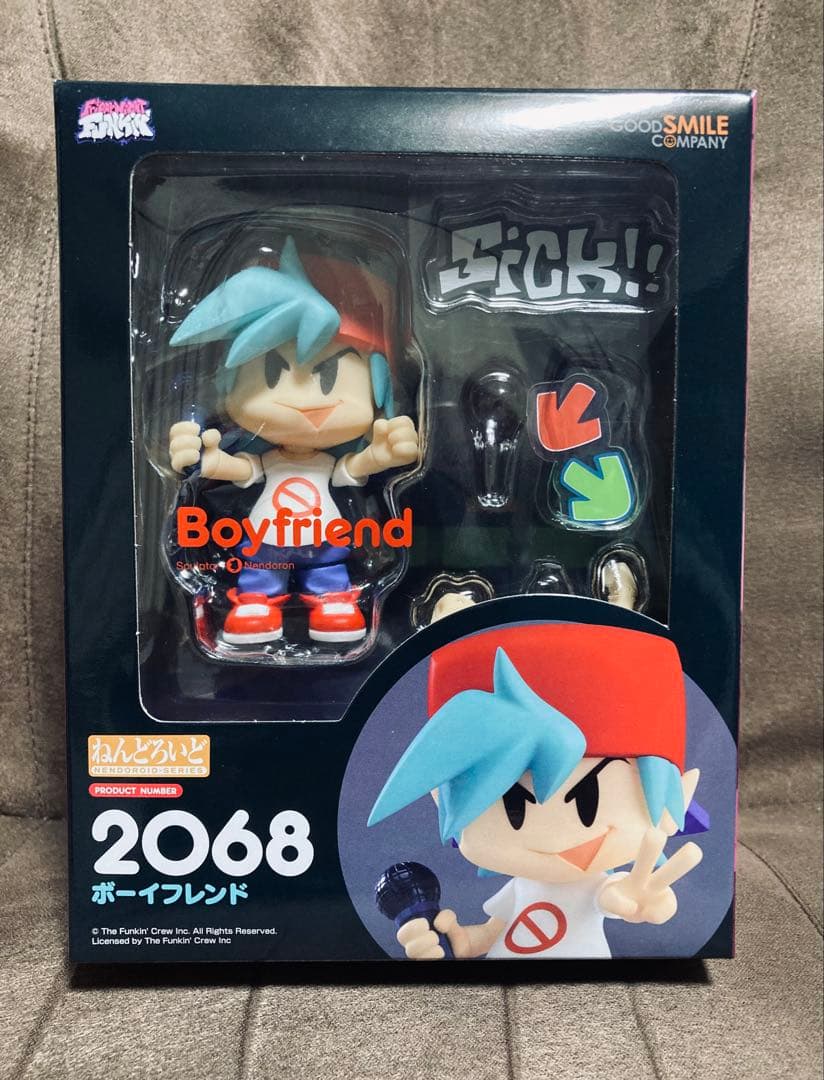 FRIDAY NIGHT
FUNKIN'
GOOD SMILE
COMPANY
SiCK!!
Boyfriend
Sculptor Nendoron
ねんどろいど
NENDOROID SERIES
PRODUCT NUMBER
2068
ボーイフレンド
© The Funkin' Crew Inc. All Rights Reserved.
Licensed by The Funkin' Crew Inc